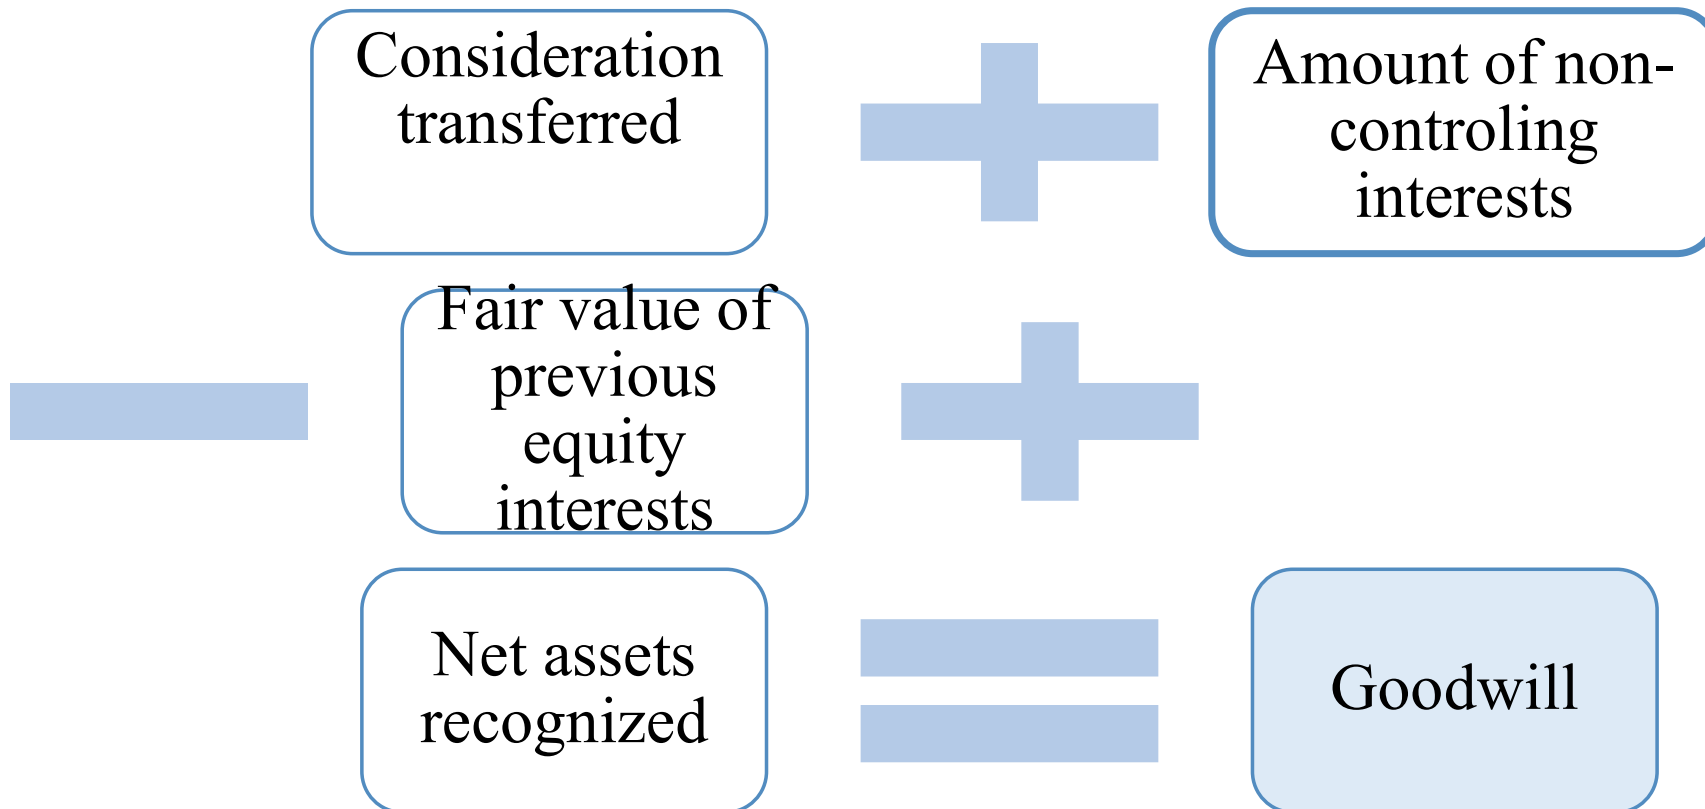 Consideration
transferred
Amount of non-
controling
interests
Fair value of
previous
equity
interests
Net assets
recognized
Goodwill